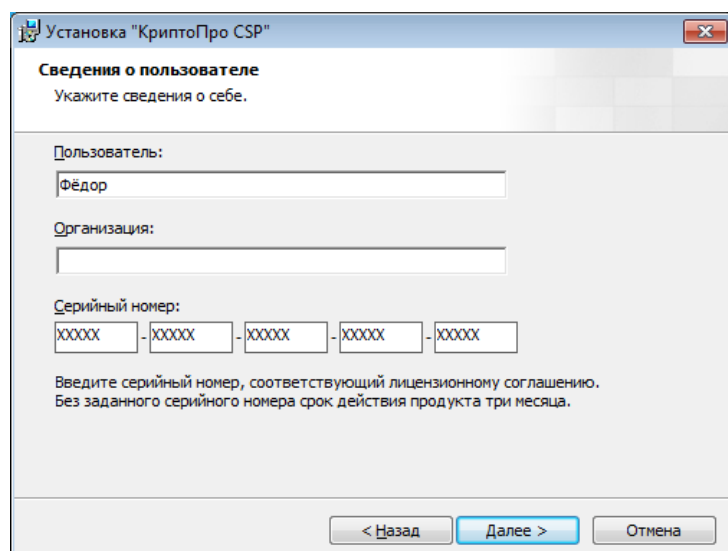 Установка "КриптоПро CSP"
Сведения о пользователе
Укажите сведения о себе.
Пользователь:
Фёдор
Организация:
Серийный номер:
XXXXX - XXXXX - XXXXX - XXXXX - XXXXX
Введите серийный номер, соответствующий лицензионному соглашению.
Без заданного серийного номера срок действия продукта три месяца.
< Назад Далее > Отмена